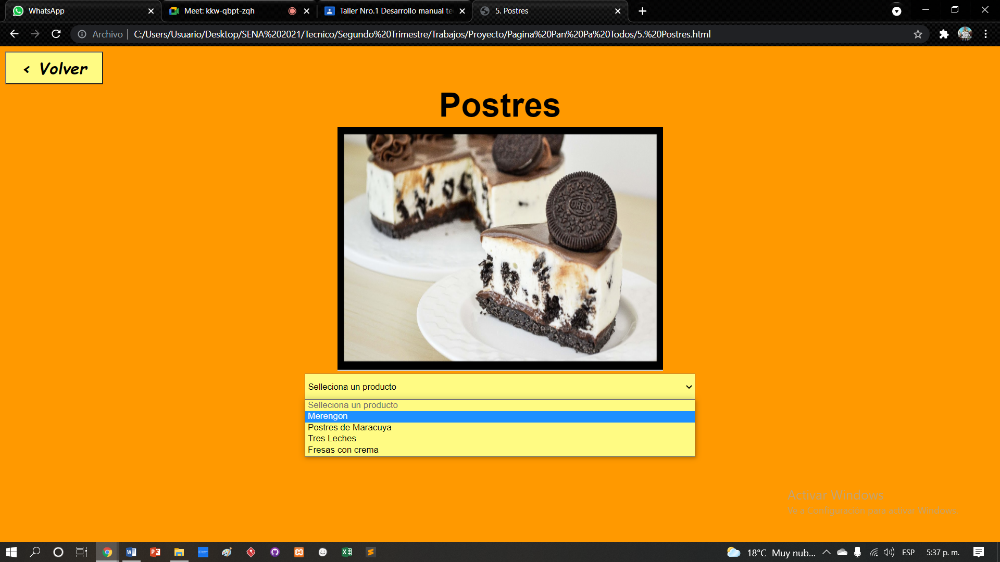 WhatsApp
Meet: kkw-qbpt-zqh
Taller Nro.1 Desarrollo manual te
5. Postres
Archivo
C:/Users/Usuario/Desktop/SENA%202021/Tecnico/Segundo%20Trimestre/Trabajos/Proyecto/Pagina%20Pan%20Pa%20Todos/5.%20Postres.html
< Volver
Postres
OREO
Selleciona un producto
Selleciona un producto
Merengon
Postres de Maracuya
Tres Leches
Fresas con crema
Activar Windows
Ve a Configuración para activar Windows.
18°C Muy nub...
ESP
5:37 p. m.